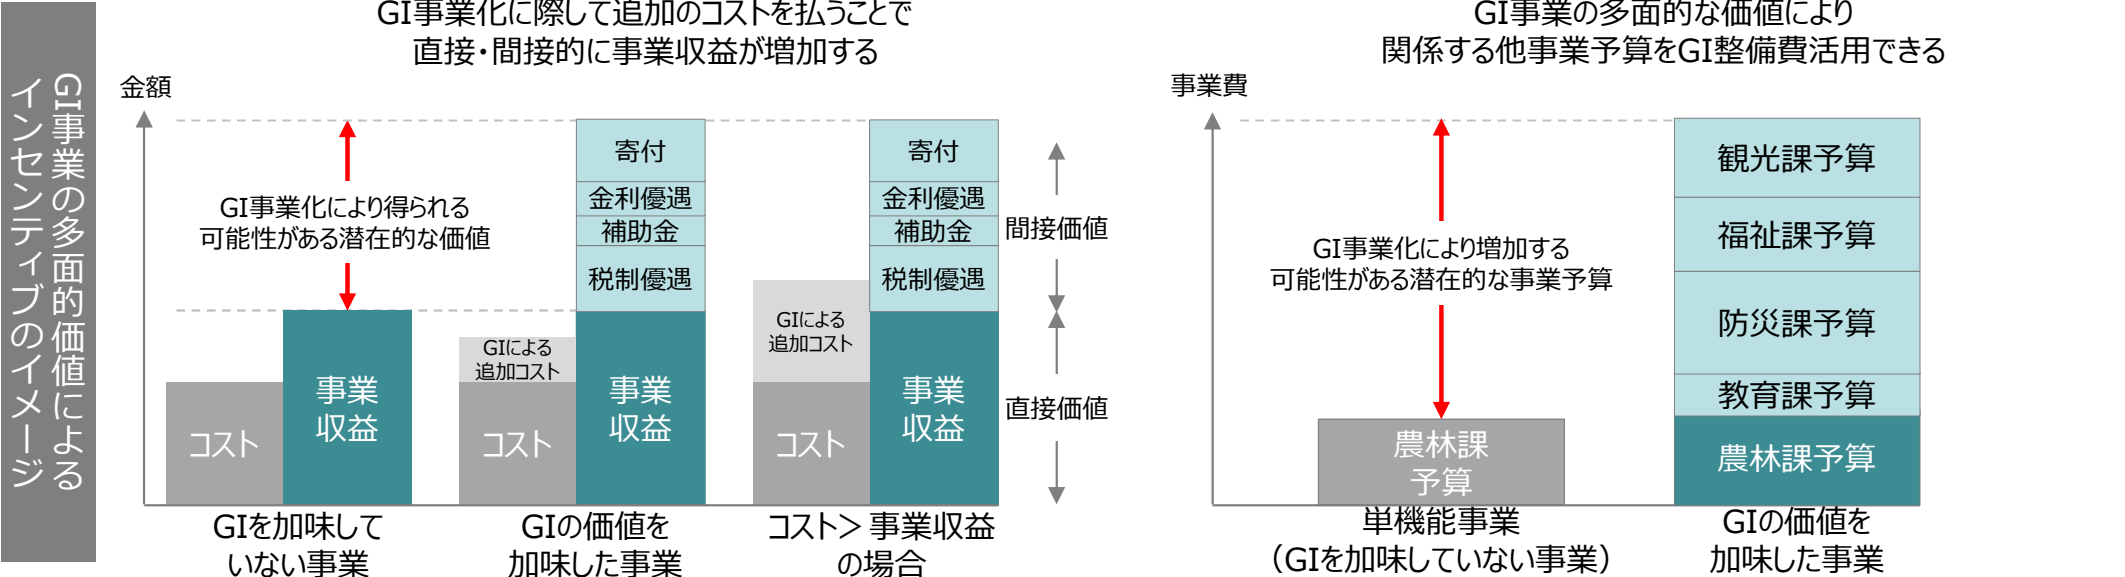 GI事業の多面的価値による
インセンティブのイメージ
GI事業化に際して追加のコストを払うことで
直接・間接的に事業収益が増加する
金額
GI事業化により得られる
可能性がある潜在的な価値
コスト
事業
収益
GIを加味して
いない事業
GIによる
追加コスト
コスト
寄付
金利優遇
補助金
税制優遇
事業
収益
GIの価値を
加味した事業
GIによる
追加コスト
コスト
寄付
金利優遇
補助金
税制優遇
事業
収益
コスト＞事業収益
の場合
間接価値
直接価値
GI事業の多面的な価値により
関係する他事業予算をGI整備費活用できる
事業費
GI事業化により増加する
可能性がある潜在的な事業予算
農林課
予算
単機能事業
（GIを加味していない事業）
観光課予算
福祉課予算
防災課予算
教育課予算
農林課予算
GIの価値を
加味した事業